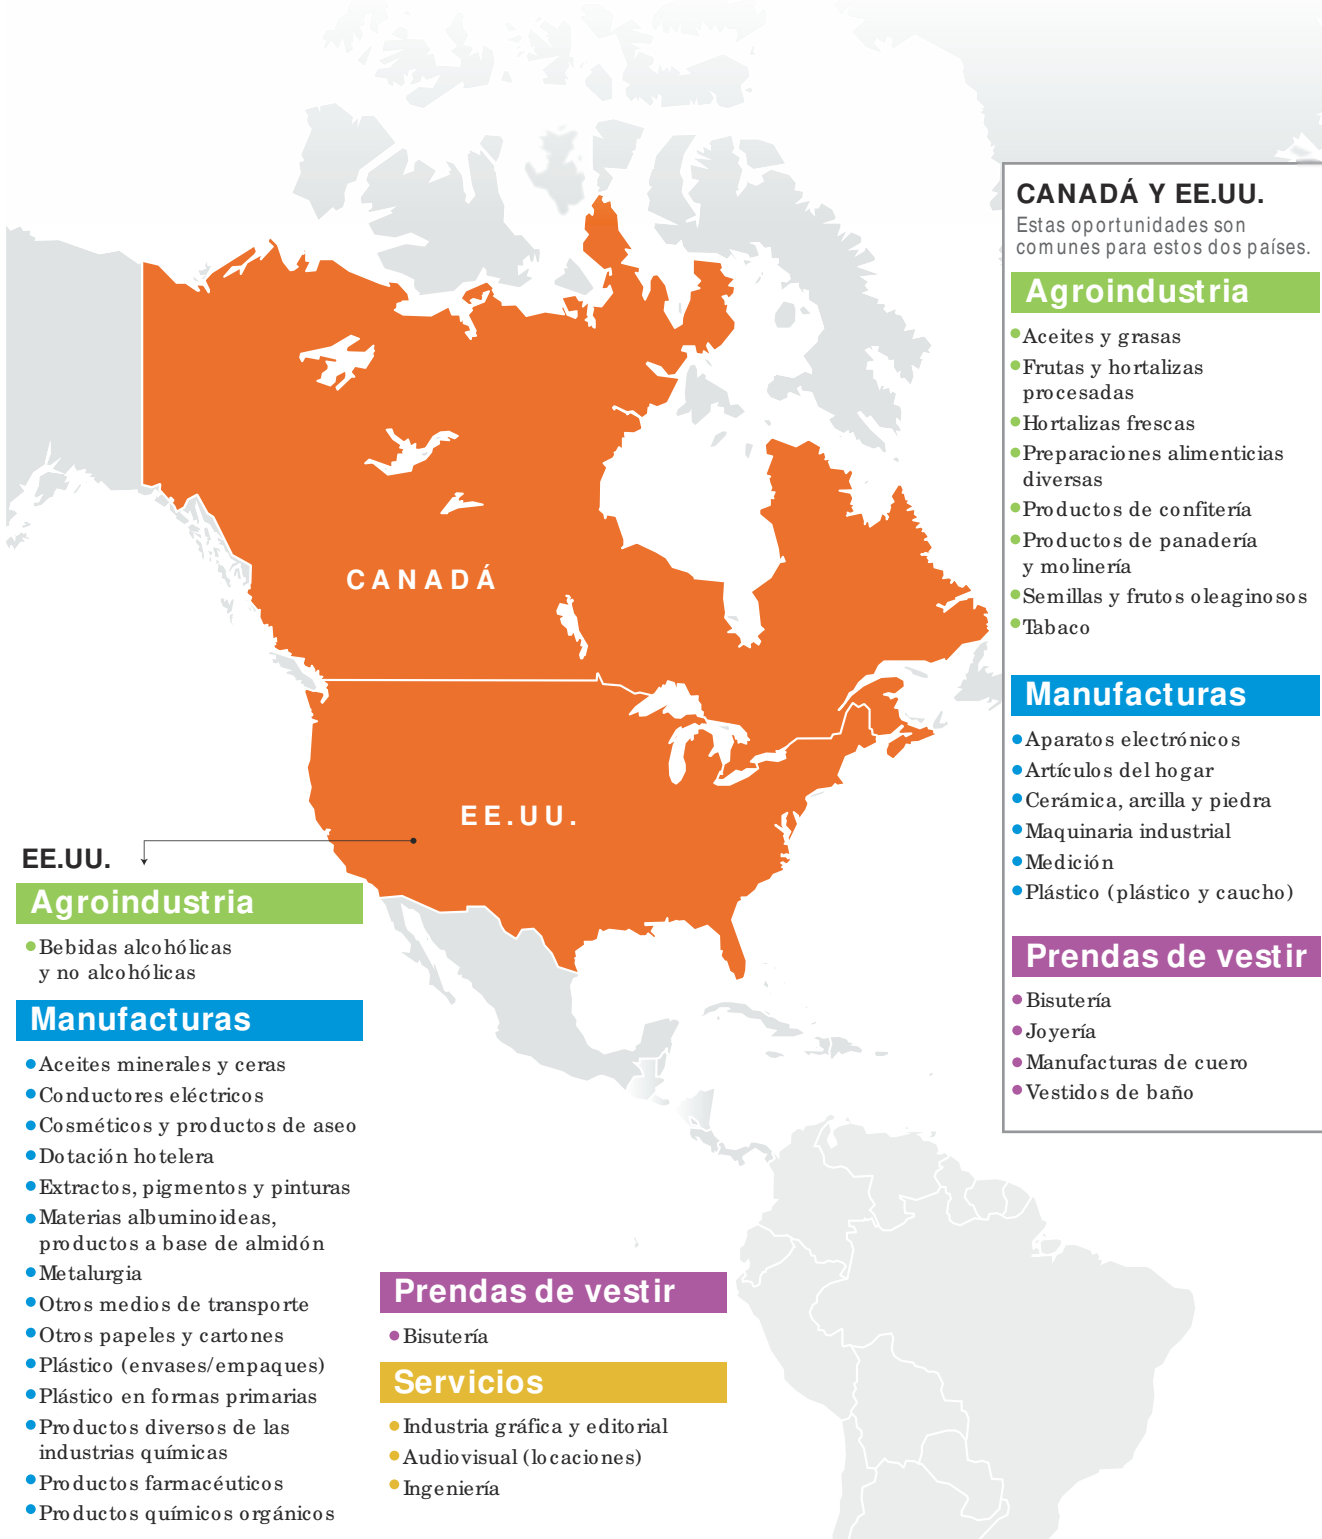 CANADÁ Y EE.UU.
Estas oportunidades son
comunes para estos dos países.
Agroindustria
Aceites y grasas
Frutas y hortalizas
procesadas
Hortalizas frescas
Preparaciones alimenticias
diversas
Productos de confitería
Productos de panadería
y molinería
Semillas y frutos oleaginosos
Tabaco
Manufacturas
Aparatos electrónicos
Artículos del hogar
Cerámica, arcilla y piedra
Maquinaria industrial
Medición
Plástico (plástico y caucho)
Prendas de vestir
Bisutería
Joyería
Manufacturas de cuero
Vestidos de baño
CANADÁ
EE.UU.
EE.UU.
Agroindustria
Bebidas alcohólicas
y no alcohólicas
Manufacturas
Aceites minerales y ceras
Conductores eléctricos
Cosméticos y productos de aseo
Dotación hotelera
Extractos, pigmentos y pinturas
Materias albuminoideas,
productos a base de almidón
Metalurgia
Otros medios de transporte
Otros papeles y cartones
Plástico (envases/empaques)
Plástico en formas primarias
Productos diversos de las
industrias químicas
Productos farmacéuticos
Productos químicos orgánicos
Prendas de vestir
Bisutería
Servicios
Industria gráfica y editorial
Audiovisual (locaciones)
Ingeniería